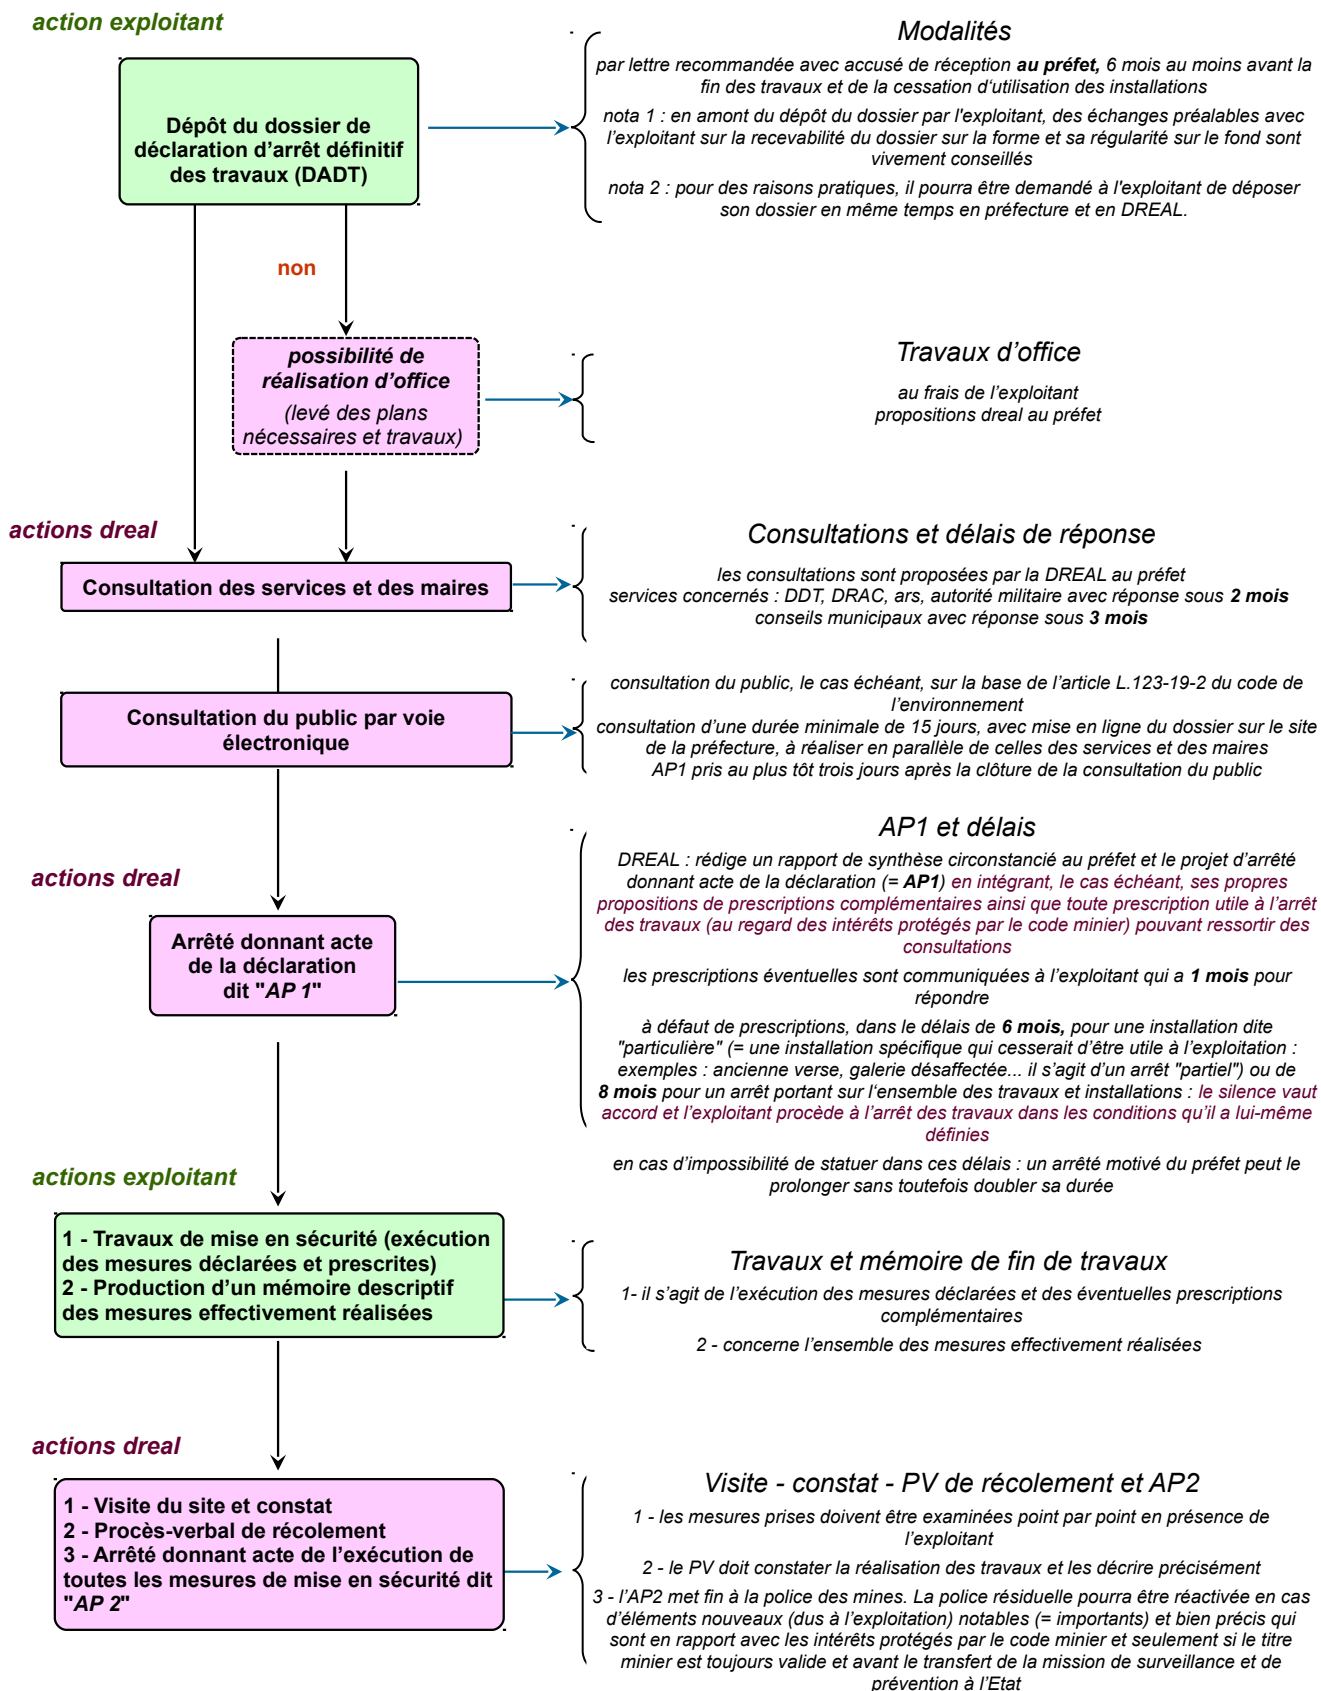 action exploitant
Modalités
par lettre recommandée avec accusé de réception au préfet, 6 mois au moins avant la
fin des travaux et de la cessation d'utilisation des installations
nota 1 : en amont du dépôt du dossier par l'exploitant, des échanges préalables avec
l'exploitant sur la recevabilité du dossier sur la forme et sa régularité sur le fond sont
vivement conseillés
nota 2 : pour des raisons pratiques, il pourra être demandé à l'exploitant de déposer
son dossier en même temps en préfecture et en DREAL.
Dépôt du dossier de
déclaration d'arrêt définitif
des travaux (DADT)
non
possibilité de
réalisation d'office
(levé des plans
nécessaires et travaux)
Travaux d'office
au frais de l'exploitant
propositions dreal au préfet
actions dreal
Consultation des services et des maires
Consultations et délais de réponse
les consultations sont proposées par la DREAL au préfet
services concernés : DDT, DRAC, ars, autorité militaire avec réponse sous 2 mois
conseils municipaux avec réponse sous 3 mois
Consultation du public par voie
électronique
consultation du public, le cas échéant, sur la base de l'article L.123-19-2 du code de
l'environnement
consultation d'une durée minimale de 15 jours, avec mise en ligne du dossier sur le site
de la préfecture, à réaliser en parallèle de celles des services et des maires
AP1 pris au plus tôt trois jours après la clôture de la consultation du public
actions dreal
Arrêté donnant acte
de la déclaration
dit "AP 1"
AP1 et délais
DREAL : rédige un rapport de synthèse circonstancié au préfet et le projet d'arrêté
donnant acte de la déclaration (= AP1) en intégrant, le cas échéant, ses propres
propositions de prescriptions complémentaires ainsi que toute prescription utile à l'arrêt
des travaux (au regard des intérêts protégés par le code minier) pouvant ressortir des
consultations
les prescriptions éventuelles sont communiquées à l'exploitant qui a 1 mois pour
répondre
à défaut de prescriptions, dans le délais de 6 mois, pour une installation dite
"particulière" (= une installation spécifique qui cesserait d'être utile à l'exploitation :
exemples : ancienne verse, galerie désaffectée... il s'agit d'un arrêt "partiel") ou de
8 mois pour un arrêt portant sur l'ensemble des travaux et installations : le silence vaut
accord et l'exploitant procède à l'arrêt des travaux dans les conditions qu'il a lui-même
définies
en cas d'impossibilité de statuer dans ces délais : un arrêté motivé du préfet peut le
prolonger sans toutefois doubler sa durée
actions exploitant
1 - Travaux de mise en sécurité (exécution
des mesures déclarées et prescrites)
2 - Production d'un mémoire descriptif
des mesures effectivement réalisées
Travaux et mémoire de fin de travaux
1- il s'agit de l'exécution des mesures déclarées et des éventuelles prescriptions
complémentaires
2 - concerne l'ensemble des mesures effectivement réalisées
actions dreal
1 - Visite du site et constat
2 - Procès-verbal de récolement
3 - Arrêté donnant acte de l'exécution de
toutes les mesures de mise en sécurité dit
"AP 2"
Visite - constat - PV de récolement et AP2
1 - les mesures prises doivent être examinées point par point en présence de
l'exploitant
2 - le PV doit constater la réalisation des travaux et les décrire précisément
3 - l'AP2 met fin à la police des mines. La police résiduelle pourra être réactivée en cas
d'éléments nouveaux (dus à l'exploitation) notables (= importants) et bien précis qui
sont en rapport avec les intérêts protégés par le code minier et seulement si le titre
minier est toujours valide et avant le transfert de la mission de surveillance et de
prévention à l'Etat